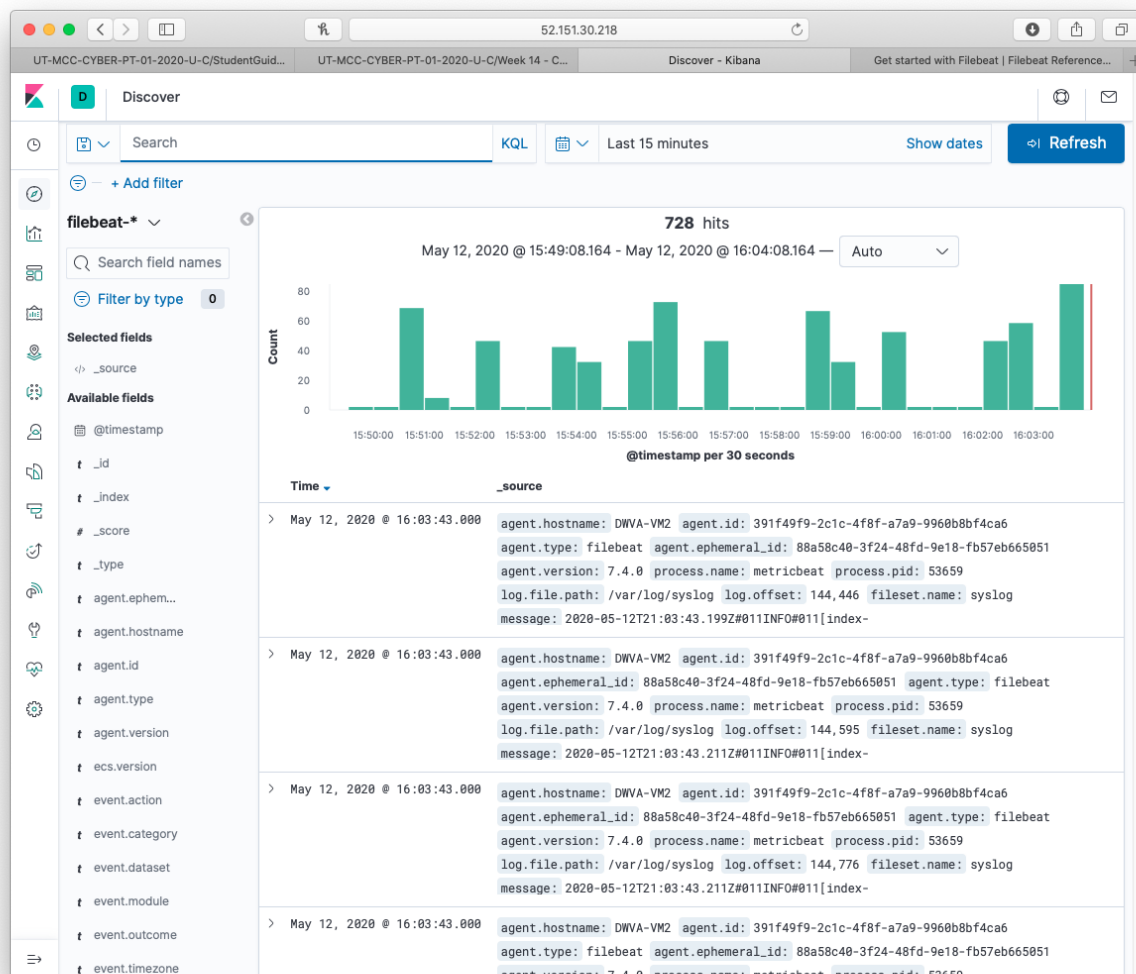 52.151.30.218
UT-MCC-CYBER-PT-01-2020-U-C/StudentGuid... UT-MCC-CYBER-PT-01-2020-U-C/Week 14 - C... Discover - Kibana Get started with Filebeat | Filebeat Reference...
D Discover
Search KQL Last 15 minutes Show dates Refresh
+ Add filter
filebeat-*
Search field names
Filter by type 0
Selected fields
_source
Available fields
@timestamp
t _id
t _index
# _score
t _type
t agent.ephem...
t agent.hostname
t agent.id
t agent.type
t agent.version
t ecs.version
t event.action
t event.category
t event.dataset
t event.module
t event.outcome
t event.timezone
728 hits
May 12, 2020 @ 15:49:08.164 - May 12, 2020 @ 16:04:08.164 — Auto
Count
80
60
40
20
0
15:50:00 15:51:00 15:52:00 15:53:00 15:54:00 15:55:00 15:56:00 15:57:00 15:58:00 15:59:00 16:00:00 16:01:00 16:02:00 16:03:00
@timestamp per 30 seconds
Time _source
May 12, 2020 @ 16:03:43.000 agent.hostname: DWVA-VM2 agent.id: 391f49f9-2c1c-4f8f-a7a9-9960b8bf4ca6
agent.type: filebeat agent.ephemeral_id: 88a58c40-3f24-48fd-9e18-fb57eb665051
agent.version: 7.4.0 process.name: metricbeat process.pid: 53659
log.file.path: /var/log/syslog log.offset: 144,446 fileset.name: syslog
message: 2020-05-12T21:03:43.199Z#011INFO#011[index-
May 12, 2020 @ 16:03:43.000 agent.hostname: DWVA-VM2 agent.id: 391f49f9-2c1c-4f8f-a7a9-9960b8bf4ca6
agent.ephemeral_id: 88a58c40-3f24-48fd-9e18-fb57eb665051 agent.type: filebeat
agent.version: 7.4.0 process.name: metricbeat process.pid: 53659
log.file.path: /var/log/syslog log.offset: 144,595 fileset.name: syslog
message: 2020-05-12T21:03:43.211Z#011INFO#011[index-
May 12, 2020 @ 16:03:43.000 agent.hostname: DWVA-VM2 agent.id: 391f49f9-2c1c-4f8f-a7a9-9960b8bf4ca6
agent.ephemeral_id: 88a58c40-3f24-48fd-9e18-fb57eb665051 agent.type: filebeat
agent.version: 7.4.0 process.name: metricbeat process.pid: 53659
log.file.path: /var/log/syslog log.offset: 144,776 fileset.name: syslog
message: 2020-05-12T21:03:43.211Z#011INFO#011[index-
May 12, 2020 @ 16:03:43.000 agent.hostname: DWVA-VM2 agent.id: 391f49f9-2c1c-4f8f-a7a9-9960b8bf4ca6
agent.type: filebeat agent.ephemeral_id: 88a58c40-3f24-48fd-9e18-fb57eb665051